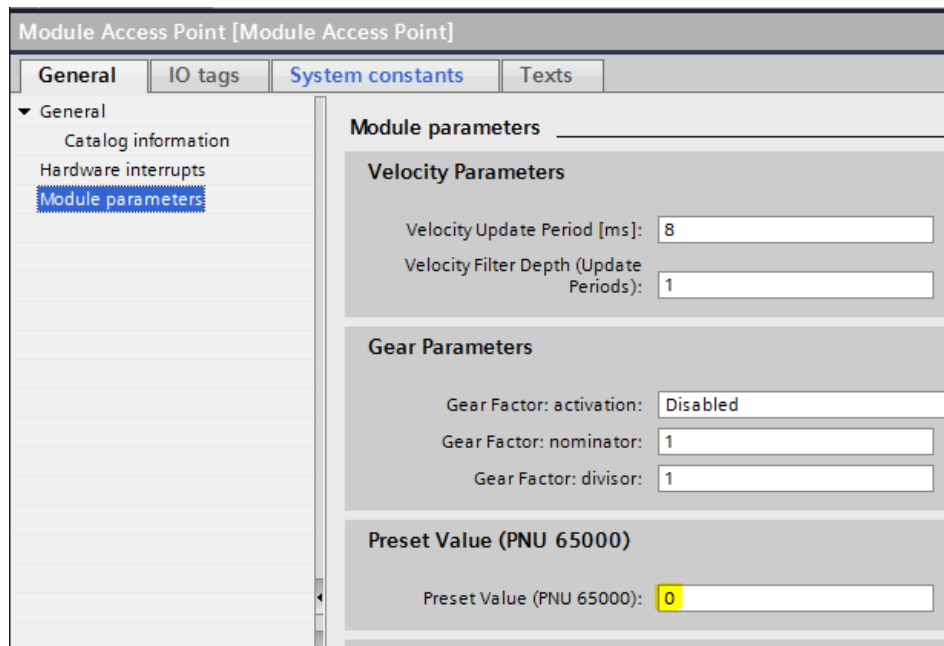 Module Access Point [Module Access Point]
General IO tags System constants Texts
General
Catalog information
Hardware interrupts
Module parameters
Module parameters
Velocity Parameters
Velocity Update Period [ms]: 8
Velocity Filter Depth (Update
Periods): 1
Gear Parameters
Gear Factor: activation: Disabled
Gear Factor: nominator: 1
Gear Factor: divisor: 1
Preset Value (PNU 65000)
Preset Value (PNU 65000): 0